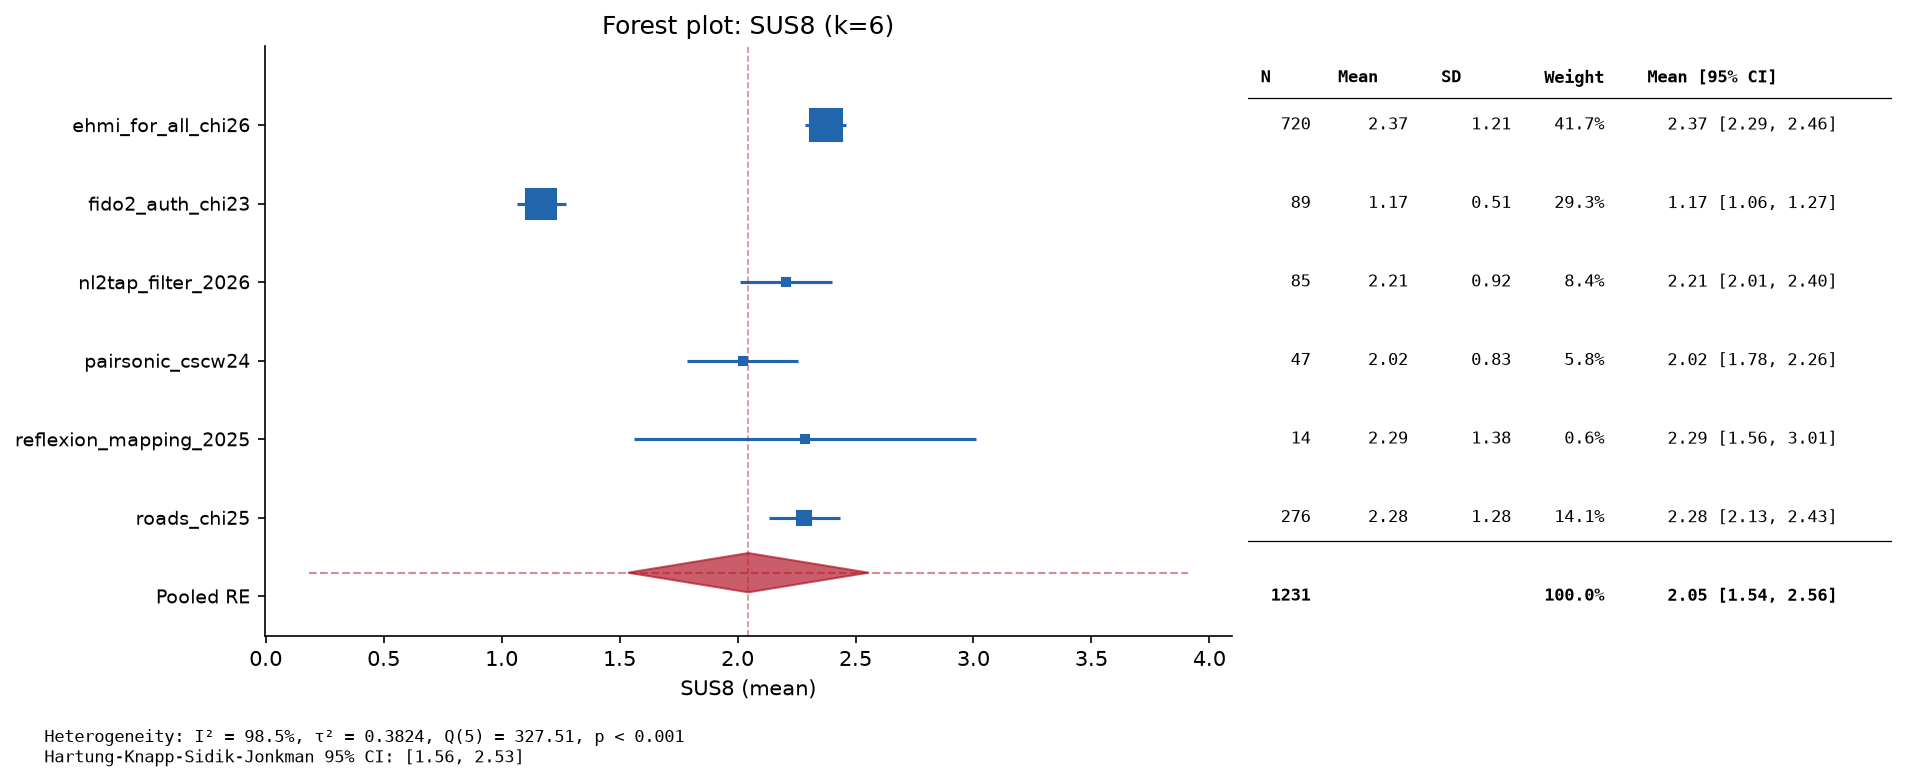 Forest plot: SUS8 (k=6)
N Mean SD Weight Mean [95% CI]
ehmi_for_all_chi26 720 2.37 1.21 41.7% 2.37 [2.29, 2.46]
fido2_auth_chi23 89 1.17 0.51 29.3% 1.17 [1.06, 1.27]
nl2tap_filter_2026 85 2.21 0.92 8.4% 2.21 [2.01, 2.40]
pairsonic_cscw24 47 2.02 0.83 5.8% 2.02 [1.78, 2.26]
reflexion_mapping_2025 14 2.29 1.38 0.6% 2.29 [1.56, 3.01]
roads_chi25 276 2.28 1.28 14.1% 2.28 [2.13, 2.43]
Pooled RE 1231 100.0% 2.05 [1.54, 2.56]
0.0 0.5 1.0 1.5 2.0 2.5 3.0 3.5 4.0
SUS8 (mean)
Heterogeneity: I² = 98.5%, τ² = 0.3824, Q(5) = 327.51, p < 0.001
Hartung-Knapp-Sidik-Jonkman 95% CI: [1.56, 2.53]